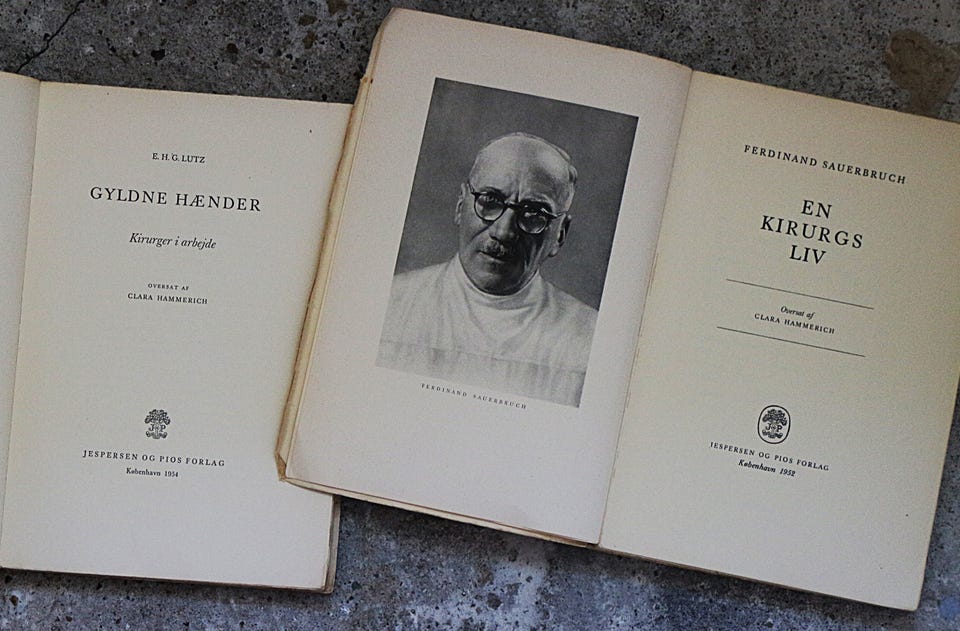 E. H. G. LUTZ
GYLDNE HÆNDER
Kirurger i arbejde
OVERSAT AF
CLARA HAMMERICH
J&P
JESPERSEN OG PIOS FORLAG
København 1954
FERDINAND SAUERBRUCH
FERDINAND SAUERBRUCH
EN
KIRURGS
LIV
Oversat af
CLARA HAMMERICH
J&P
JESPERSEN OG PIOS FORLAG
København 1952